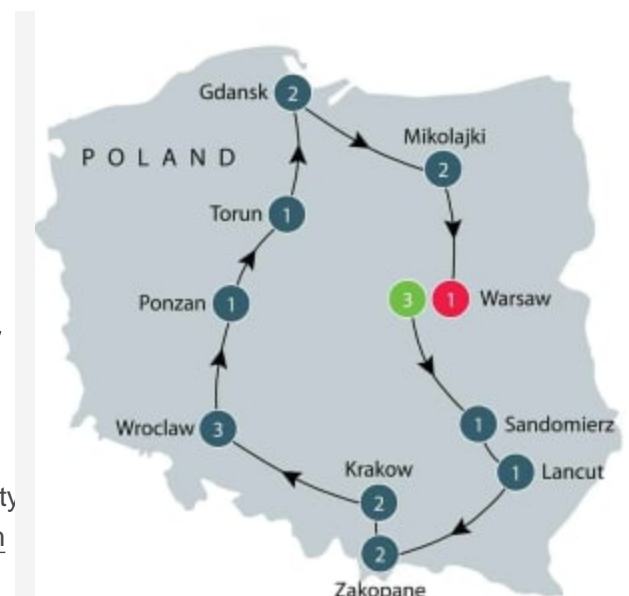 Gdansk 2
Mikolajki
2
POLAND
Torun 1
Ponzan 1
3 1 Warsaw
Wroclaw 3
1 Sandomierz
Krakow
2
1 Lancut
2
Zakopane
ty